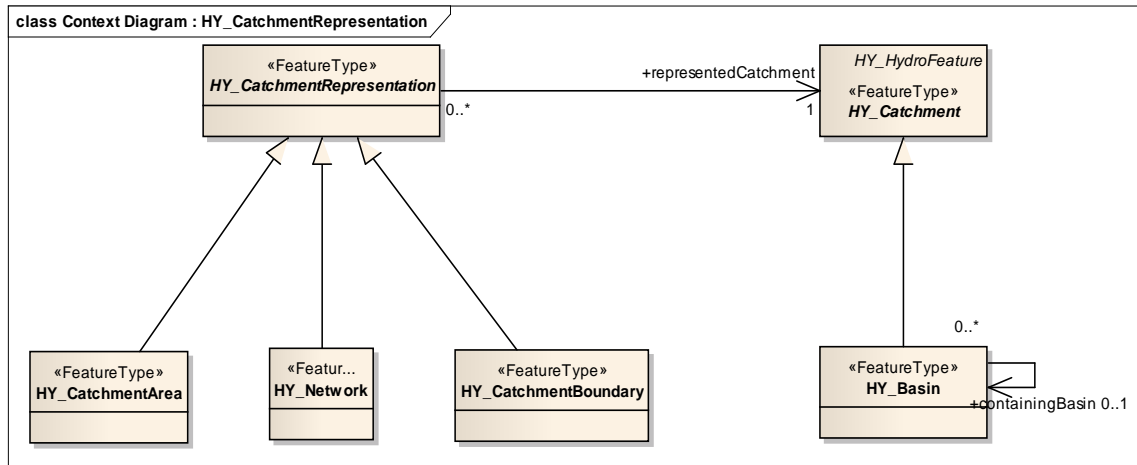 class Context Diagram : HY_CatchmentRepresentation
«FeatureType»
HY_CatchmentRepresentation
+representedCatchment
0..*
1
HY_HydroFeature
«FeatureType»
HY_Catchment
«FeatureType»
HY_CatchmentArea
«Featur...
HY_Network
«FeatureType»
HY_CatchmentBoundary
0..*
«FeatureType»
HY_Basin
+containingBasin 0..1